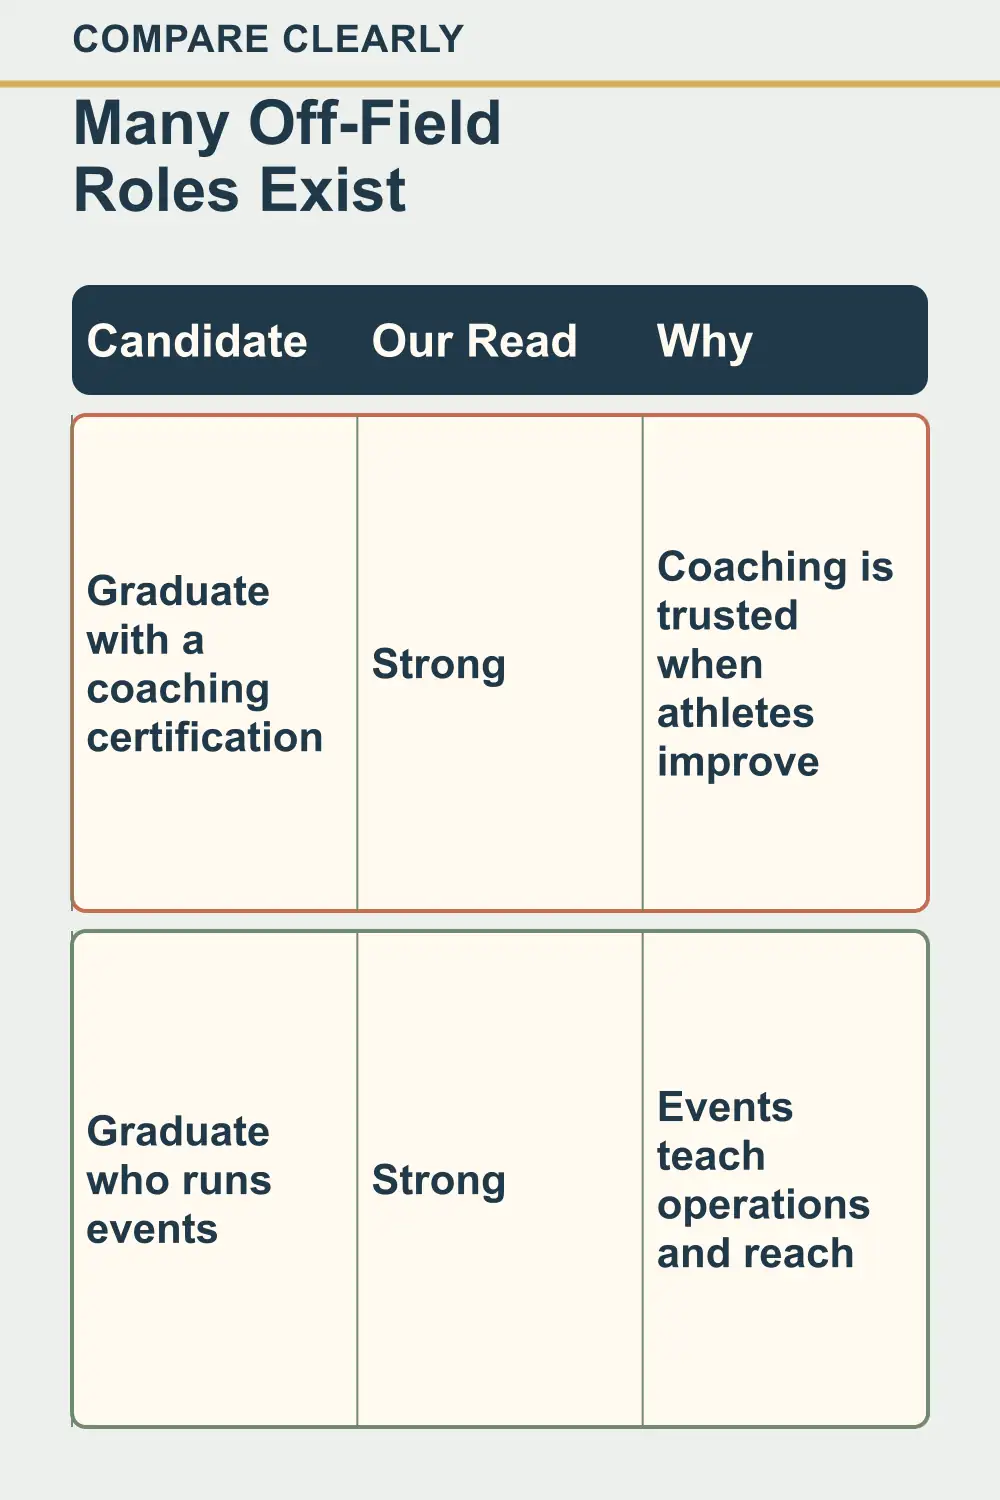 COMPARE CLEARLY
Many Off-Field
Roles Exist
Candidate Our Read Why
Graduate
with a
coaching
certification
Strong
Coaching is
trusted
when
athletes
improve
Graduate
who runs
events
Strong
Events
teach
operations
and reach